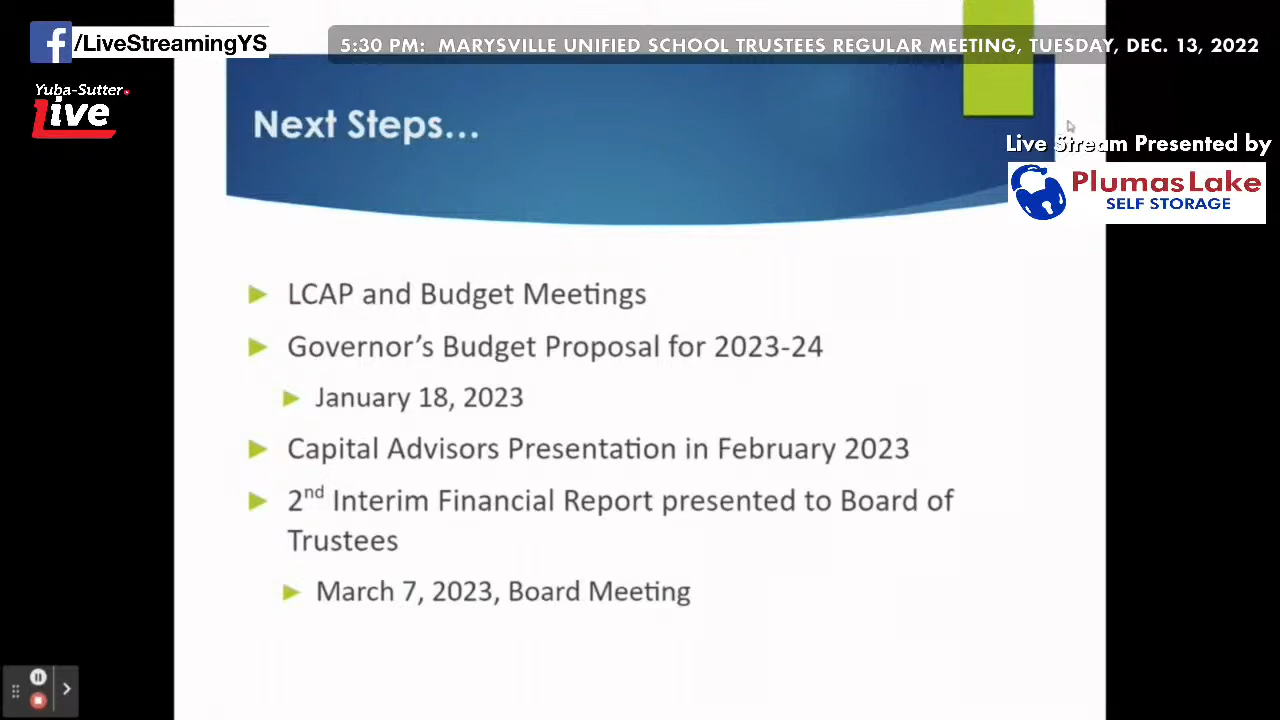 /LiveStreamingYS
5:30 PM: MARYSVILLE UNIFIED SCHOOL TRUSTEES REGULAR MEETING, TUESDAY, DEC. 13, 2022
Yuba-Sutter
Live
Next Steps...
Live Stream Presented by
Plumas Lake
SELF STORAGE
LCAP and Budget Meetings
Governor's Budget Proposal for 2023-24
January 18, 2023
Capital Advisors Presentation in February 2023
2nd Interim Financial Report presented to Board of
Trustees
March 7, 2023, Board Meeting